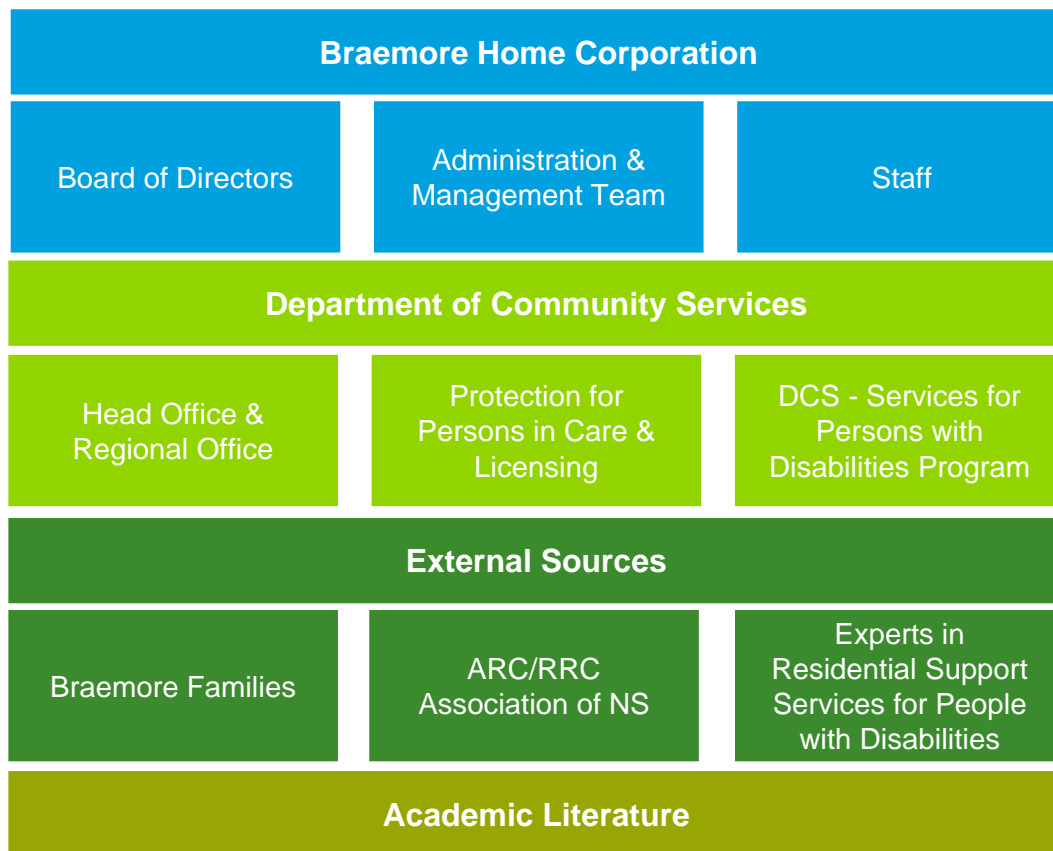 Braemore Home Corporation
Board of Directors
Administration &
Management Team
Staff
Department of Community Services
Head Office &
Regional Office
Protection for
Persons in Care &
Licensing
DCS - Services for
Persons with
Disabilities Program
External Sources
Braemore Families
ARC/RRC
Association of NS
Experts in
Residential Support
Services for People
with Disabilities
Academic Literature